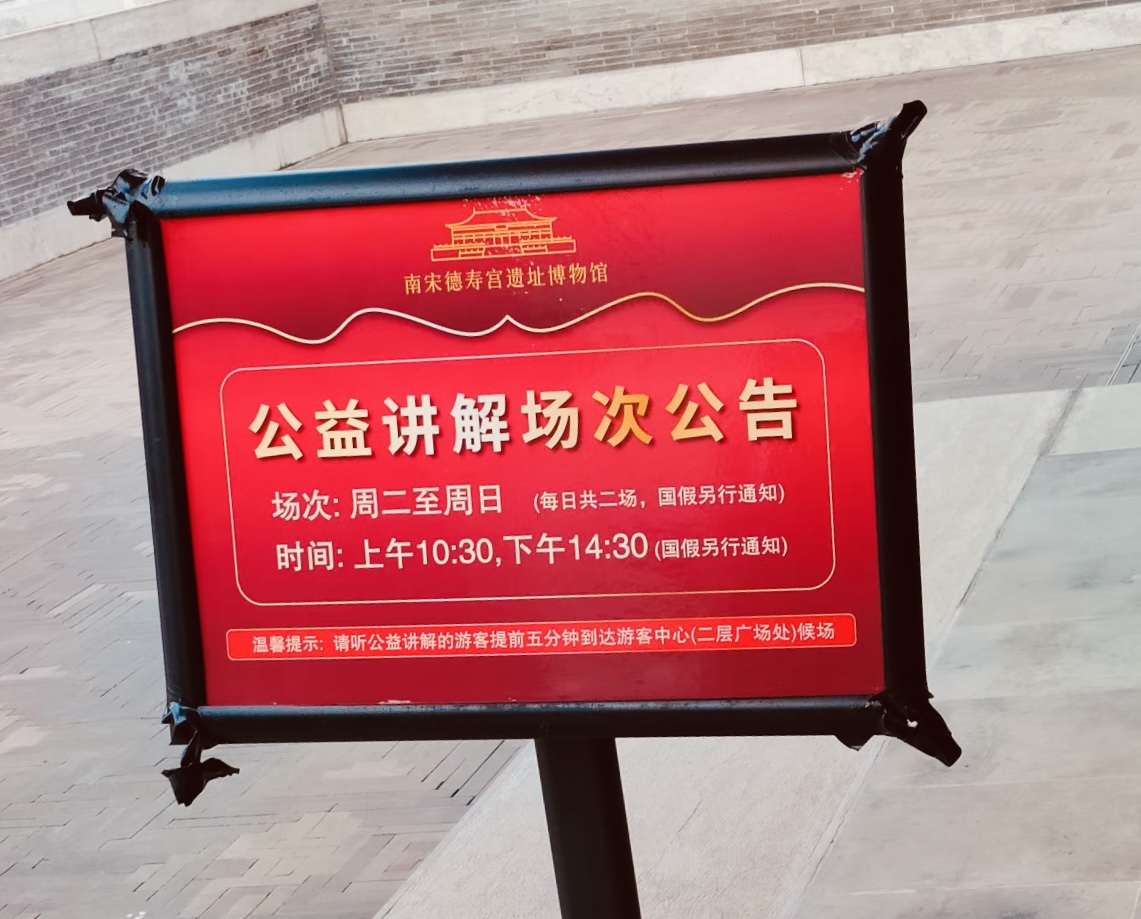 南宋德寿宫遗址博物馆
公益讲解场次公告
场次: 周二至周日 (每日共二场，国假另行通知)
时间: 上午10:30,下午14:30 (国假另行通知)
温馨提示: 请听公益讲解的游客提前五分钟到达游客中心(二层广场处)候场